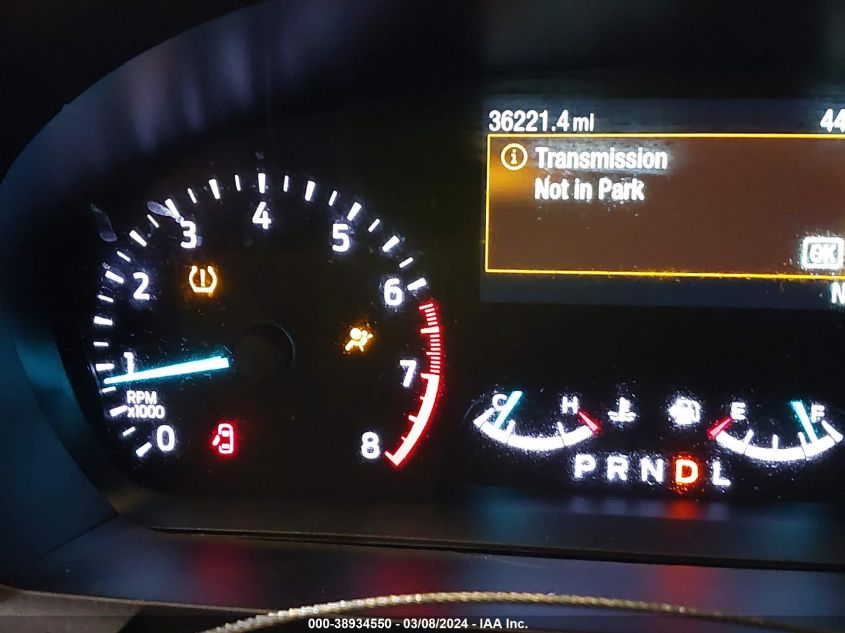 36221.4 mi 44
Transmission
Not in Park
OK
N
0 1 2 3 4 5 6 7 8
RPM
x1000
C H E F
P R N D L
000-38934550 - 03/08/2024 - IAA Inc.